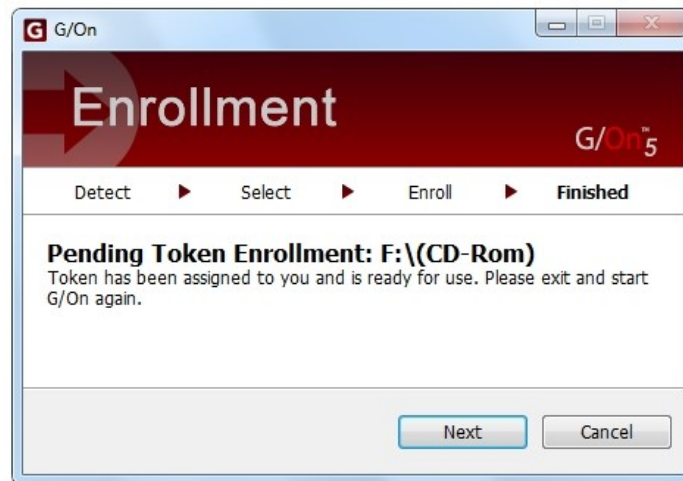 G G/On
Enrollment
G/On™5
Detect Select Enroll Finished
Pending Token Enrollment: F:\(CD-Rom)
Token has been assigned to you and is ready for use. Please exit and start
G/On again.
Next Cancel